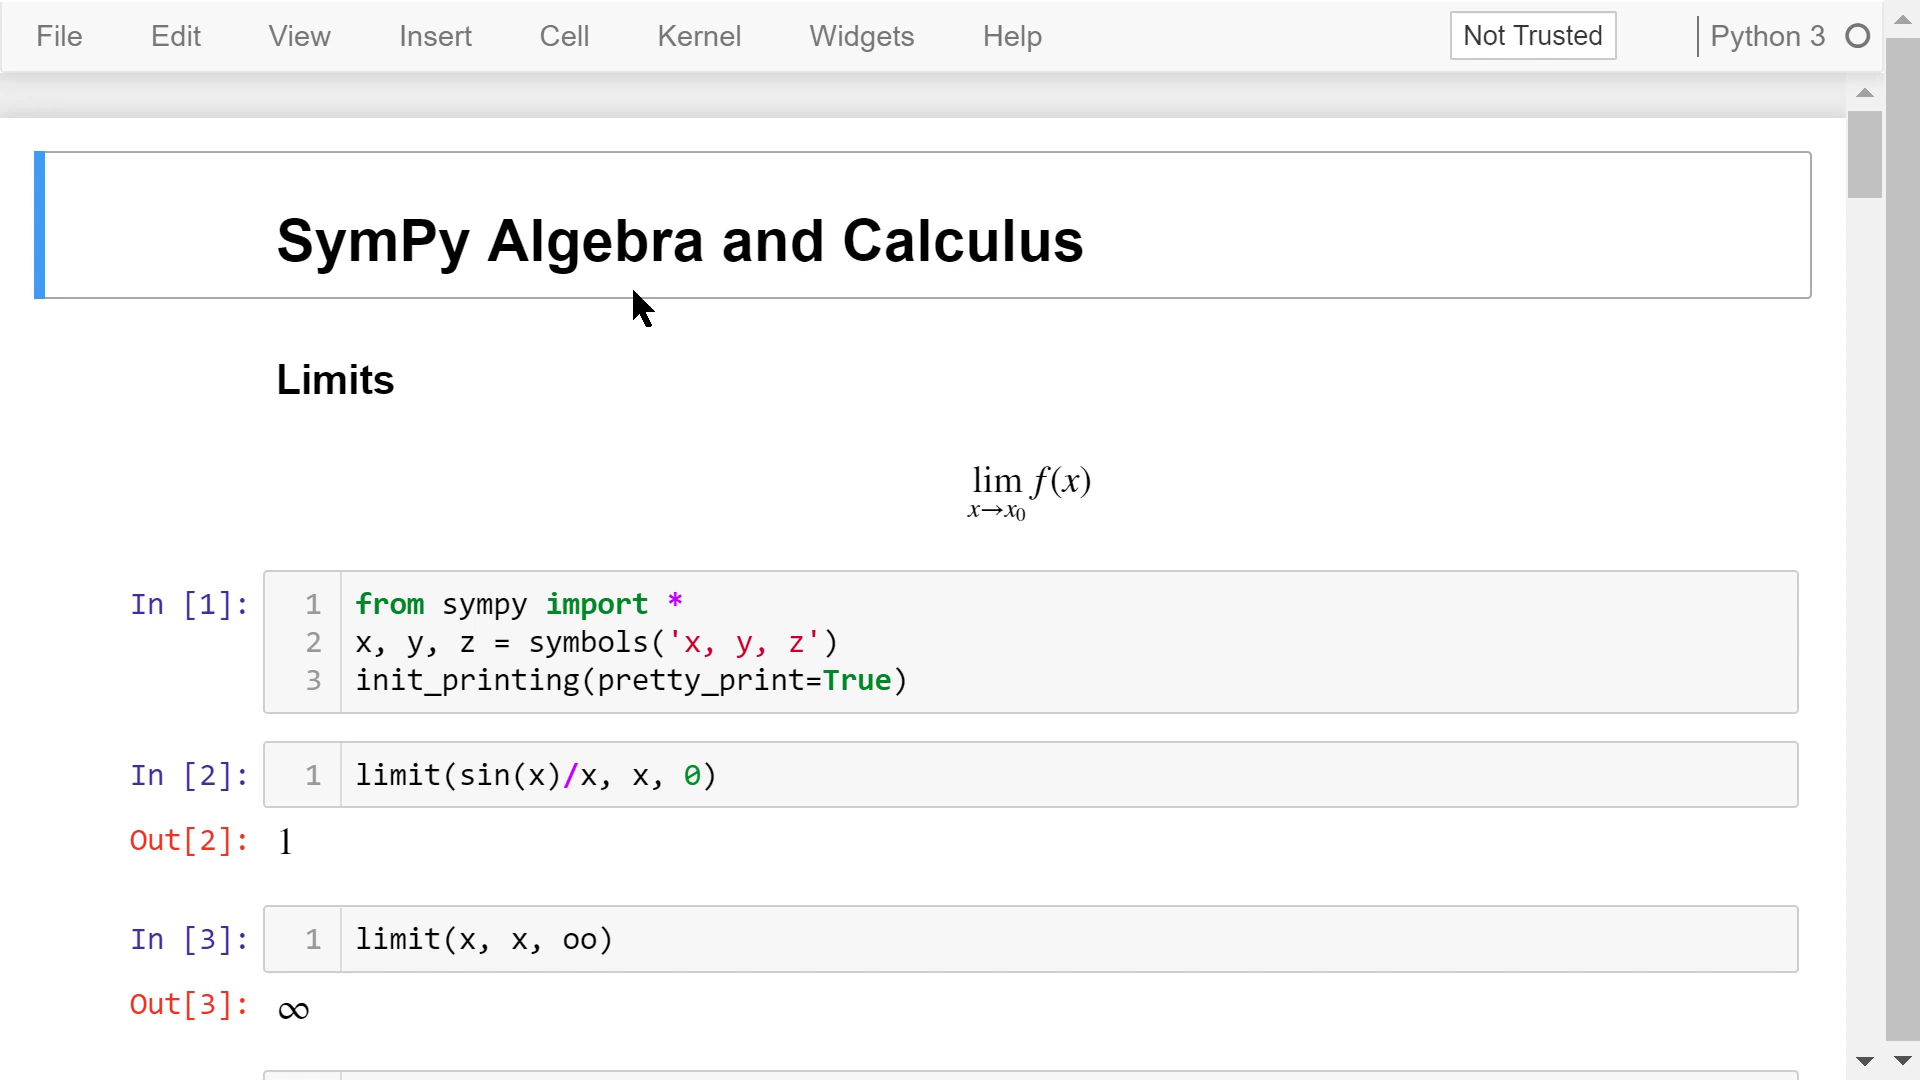 File Edit View Insert Cell Kernel Widgets Help Not Trusted Python 3
SymPy Algebra and Calculus
Limits
lim f(x)
x→x₀
In [1]: 1 from sympy import *
2 x, y, z = symbols('x, y, z')
3 init_printing(pretty_print=True)
In [2]: 1 limit(sin(x)/x, x, 0)
Out[2]: 1
In [3]: 1 limit(x, x, oo)
Out[3]: ∞